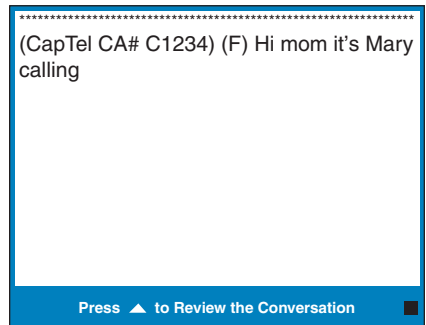 ****************************************************************
(CapTel CA# C1234) (F) Hi mom it's Mary
calling
Press ▲ to Review the Conversation